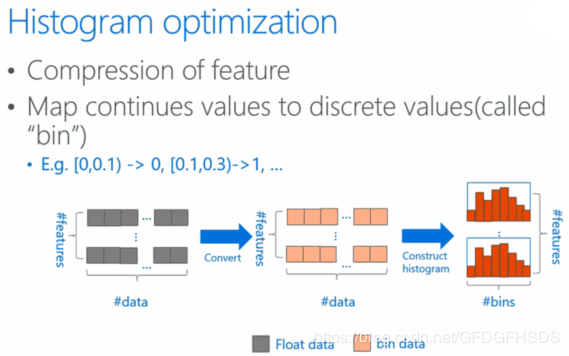 Histogram optimization
• Compression of feature
• Map continues values to discrete values(called
“bin”)
• E.g. [0,0.1) -> 0, [0.1,0.3)->1, ...
#features
...
⋮
...
#data
Convert
#features
...
⋮
...
#data
Construct
histogram
⋮
#features
#bins
Float data
bin data
https://blog.csdn.net/GFDGFHSDS